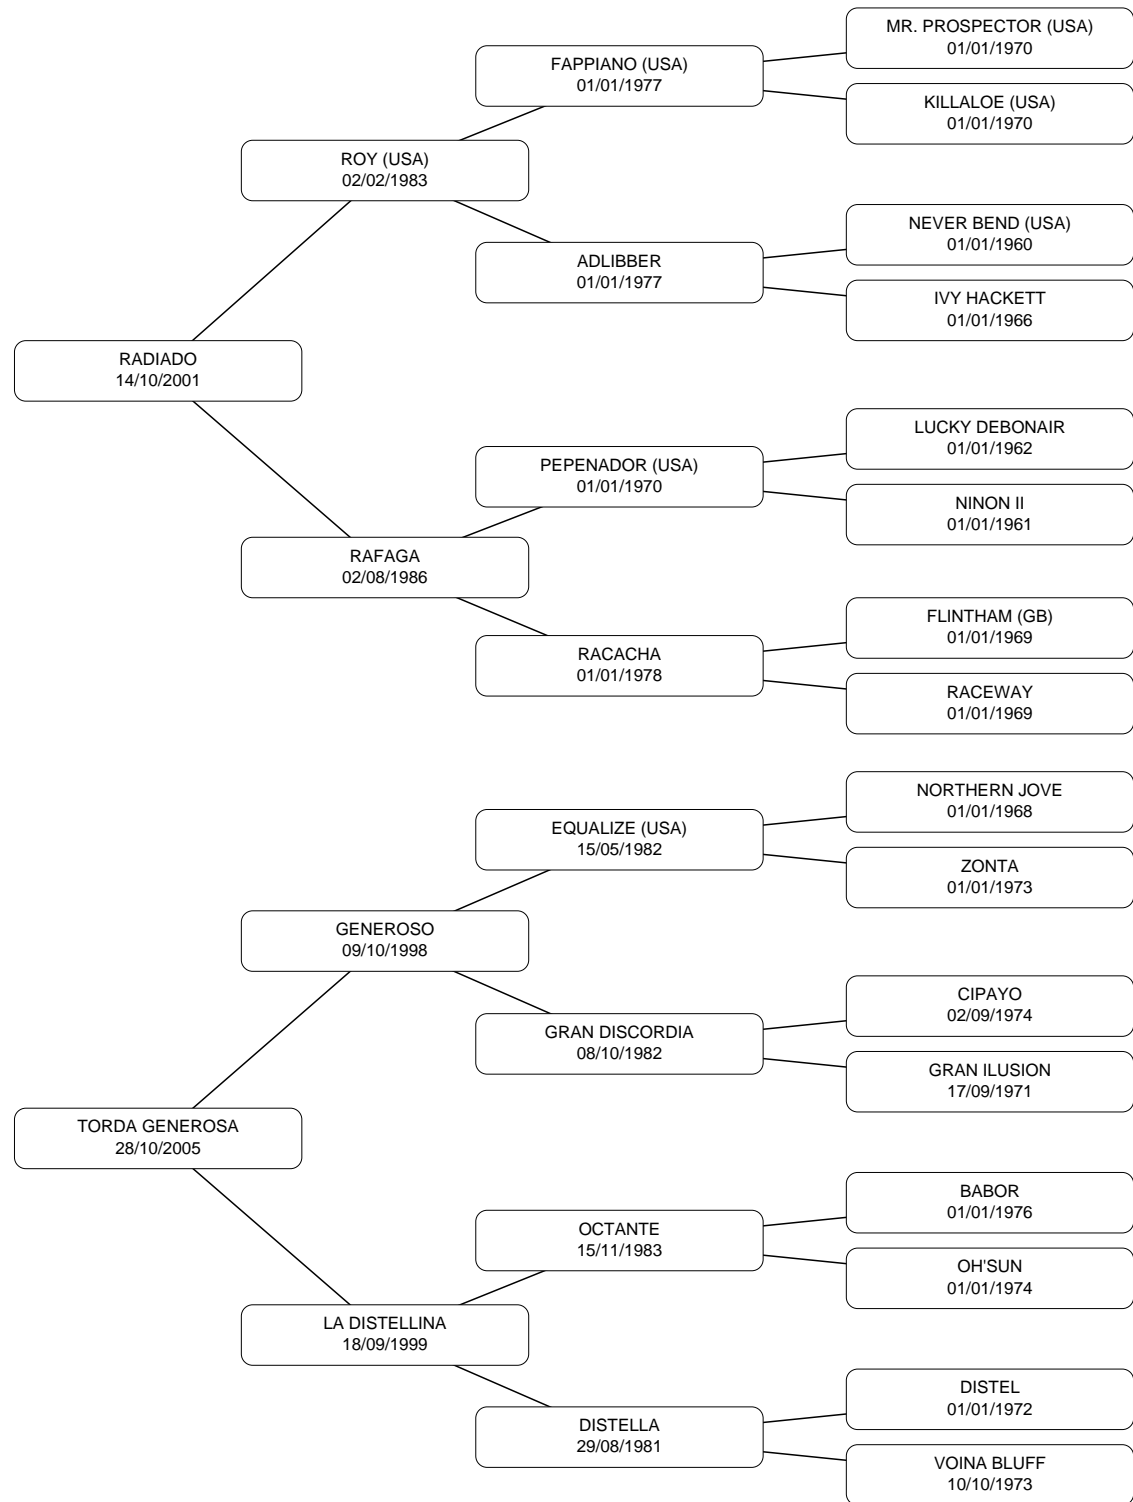 MR. PROSPECTOR (USA)
01/01/1970
FAPPIANO (USA)
01/01/1977
KILLALOE (USA)
01/01/1970
ROY (USA)
02/02/1983
NEVER BEND (USA)
01/01/1960
ADLIBBER
01/01/1977
IVY HACKETT
01/01/1966
RADIADO
14/10/2001
LUCKY DEBONAIR
01/01/1962
PEPENADOR (USA)
01/01/1970
NINON II
01/01/1961
RAFAGA
02/08/1986
FLINTHAM (GB)
01/01/1969
RACACHA
01/01/1978
RACEWAY
01/01/1969
NORTHERN JOVE
01/01/1968
EQUALIZE (USA)
15/05/1982
ZONTA
01/01/1973
GENEROSO
09/10/1998
CIPAYO
02/09/1974
GRAN DISCORDIA
08/10/1982
GRAN ILUSION
17/09/1971
TORDA GENEROSA
28/10/2005
BABOR
01/01/1976
OCTANTE
15/11/1983
OH'SUN
01/01/1974
LA DISTELLINA
18/09/1999
DISTEL
01/01/1972
DISTELLA
29/08/1981
VOINA BLUFF
10/10/1973